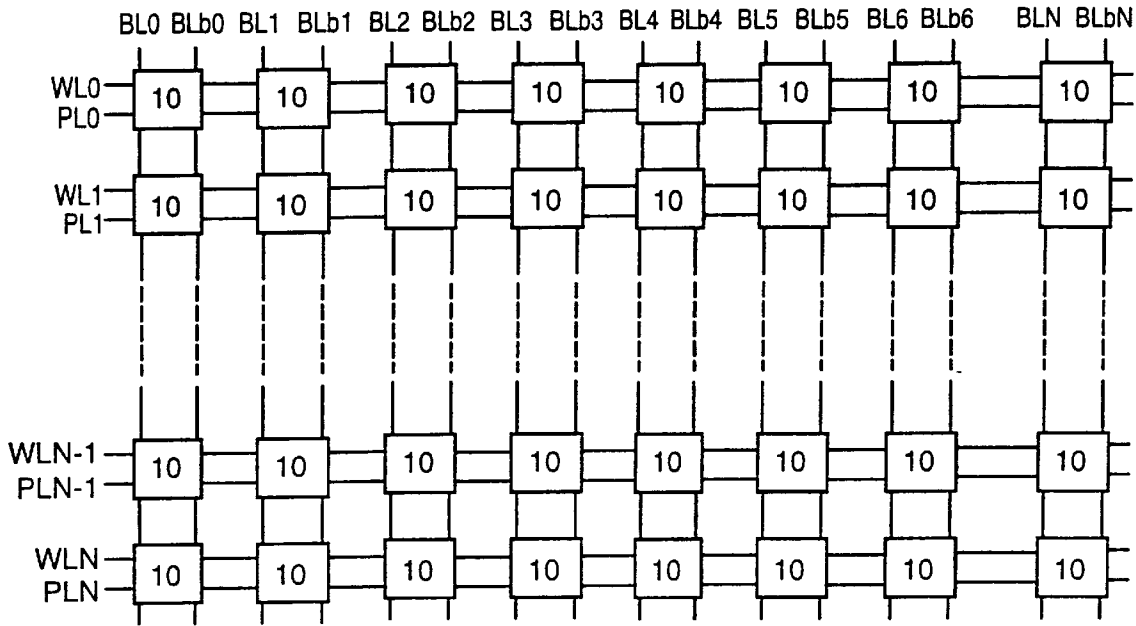 BL0 BLb0 BL1 BLb1 BL2 BLb2 BL3 BLb3 BL4 BLb4 BL5 BLb5 BL6 BLb6 BLN BLbN
WL0 10 10 10 10 10 10 10 10
PL0
WL1 10 10 10 10 10 10 10 10
PL1
WLN-1 10 10 10 10 10 10 10 10
PLN-1
WLN 10 10 10 10 10 10 10 10
PLN